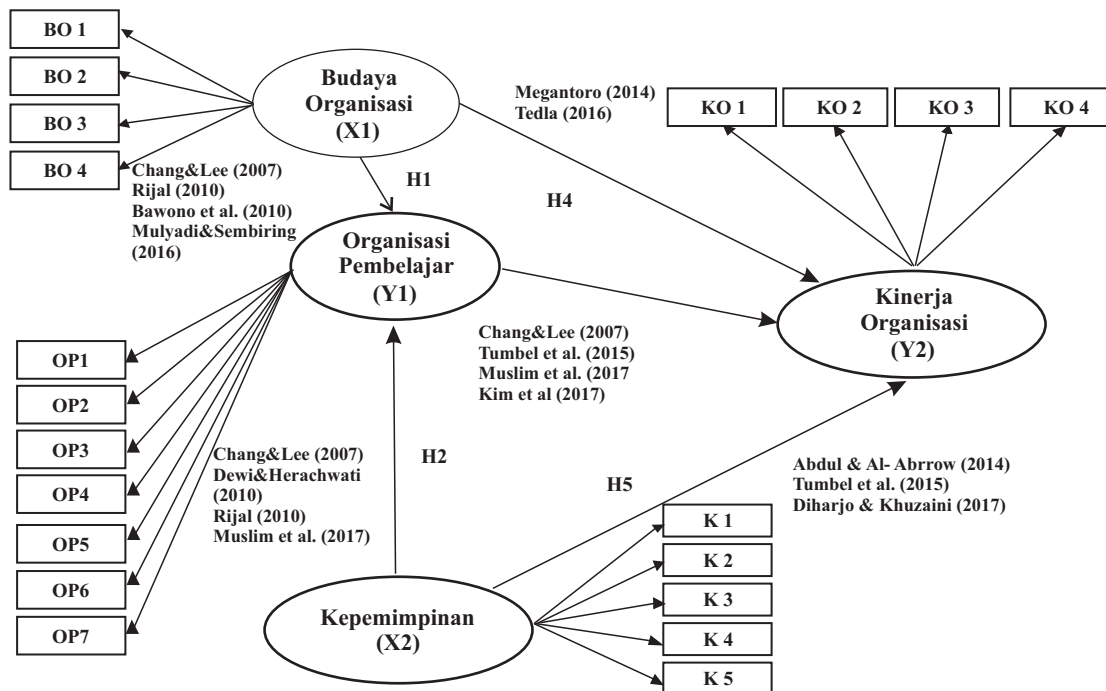 BO 1
BO 2
BO 3
BO 4
Budaya
Organisasi
(X1)
Megantoro (2014)
Tedla (2016)
KO 1
KO 2
KO 3
KO 4
Chang&Lee (2007)
Rijal (2010)
Bawono et al. (2010)
Mulyadi&Sembiring
(2016)
H1
H4
Organisasi
Pembelajar
(Y1)
Kinerja
Organisasi
(Y2)
Chang&Lee (2007)
Tumbel et al. (2015)
Muslim et al. (2017
Kim et al (2017)
OP1
OP2
OP3
OP4
OP5
OP6
OP7
Chang&Lee (2007)
Dewi&Herachwati
(2010)
Rijal (2010)
Muslim et al. (2017)
H2
H5
Abdul & Al- Abrrow (2014)
Tumbel et al. (2015)
Diharjo & Khuzaini (2017)
Kepemimpinan
(X2)
K 1
K 2
K 3
K 4
K 5